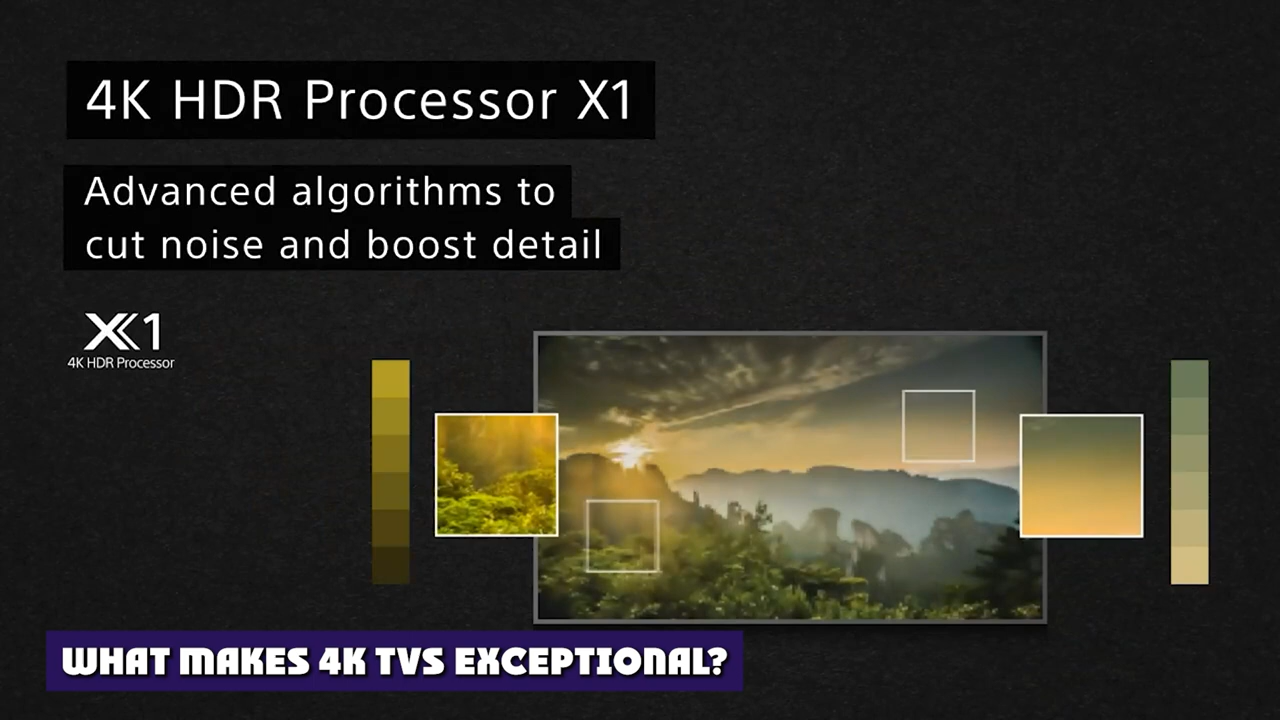 4K HDR Processor X1
Advanced algorithms to
cut noise and boost detail
X1
4K HDR Processor
WHAT MAKES 4K TVS EXCEPTIONAL?